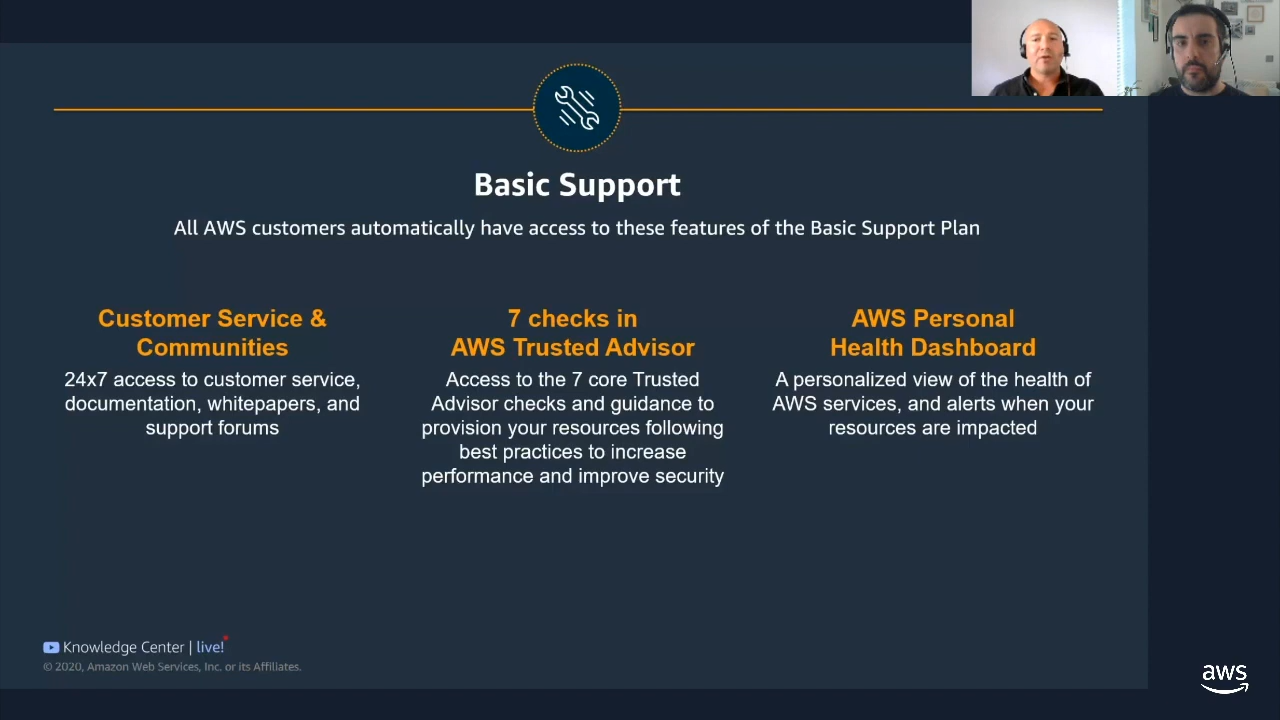 Basic Support
All AWS customers automatically have access to these features of the Basic Support Plan
Customer Service &
Communities
24x7 access to customer service,
documentation, whitepapers, and
support forums
7 checks in
AWS Trusted Advisor
Access to the 7 core Trusted
Advisor checks and guidance to
provision your resources following
best practices to increase
performance and improve security
AWS Personal
Health Dashboard
A personalized view of the health of
AWS services, and alerts when your
resources are impacted
Knowledge Center | live!
© 2020, Amazon Web Services, Inc. or its Affiliates.
aws